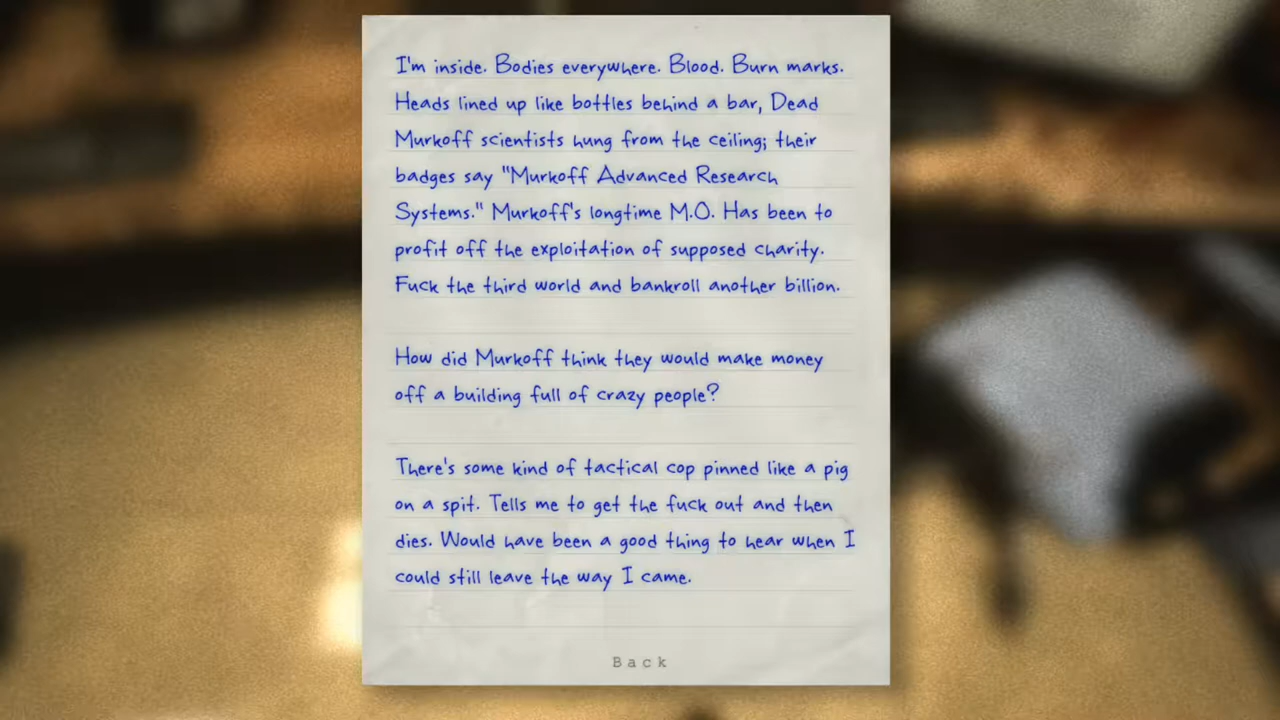 I'm inside. Bodies everywhere. Blood. Burn marks.
Heads lined up like bottles behind a bar, Dead
Murkoff scientists hung from the ceiling; their
badges say "Murkoff Advanced Research
Systems." Murkoff's longtime M.O. Has been to
profit off the exploitation of supposed charity.
Fuck the third world and bankroll another billion.
How did Murkoff think they would make money
off a building full of crazy people?
There's some kind of tactical cop pinned like a pig
on a spit. Tells me to get the fuck out and then
dies. Would have been a good thing to hear when I
could still leave the way I came.
Back